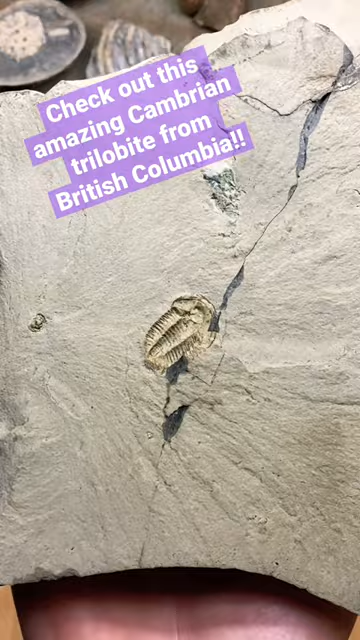 Check out this
amazing Cambrian
trilobite from
British Columbia!!